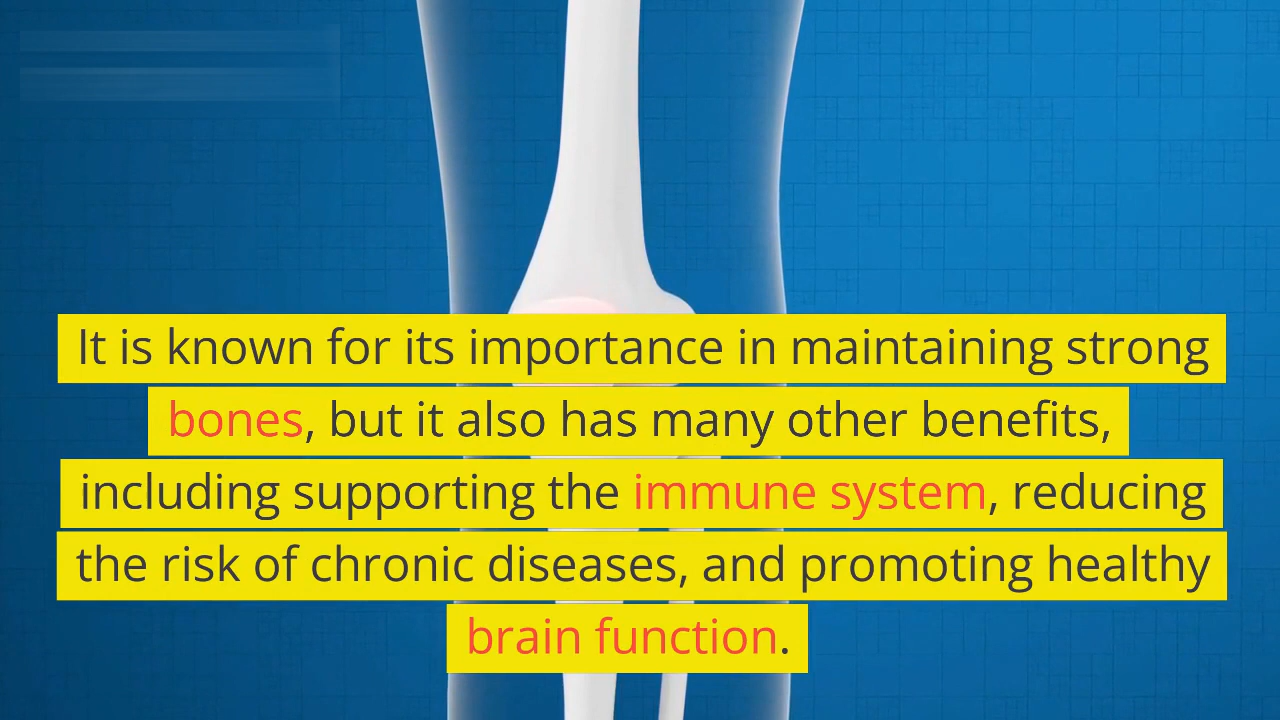 It is known for its importance in maintaining strong
bones, but it also has many other benefits,
including supporting the immune system, reducing
the risk of chronic diseases, and promoting healthy
brain function.